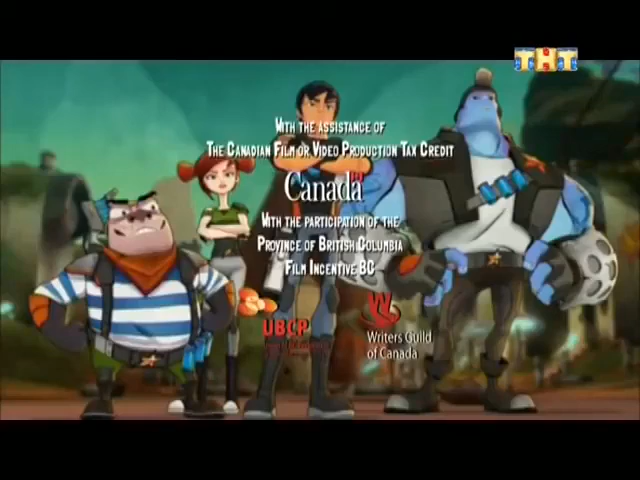 ТНТ
With the assistance of
The Canadian Film or Video Production Tax Credit
Canada
With the participation of the
Province of British Columbia
Film Incentive BC
UBCP
Writers Guild
of Canada